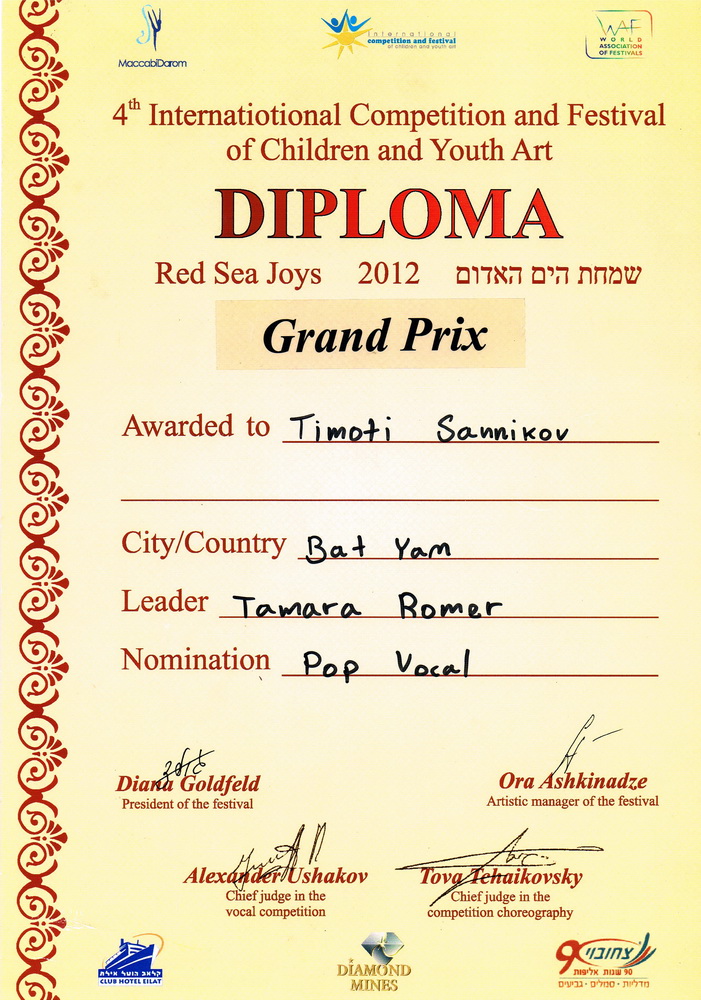 MaccabiDarom
International
competition and festival
of children and youth art
WAF
WORLD
ASSOCIATION
OF FESTIVALS
4th Internatiotional Competition and Festival
of Children and Youth Art
DIPLOMA
Red Sea Joys 2012 שמחת הים האדום
Grand Prix
Awarded to Timoti Sannikov
City/Country Bat Yam
Leader Tamara Romer
Nomination Pop Vocal
Diana Goldfeld
President of the festival
Ora Ashkinadze
Artistic manager of the festival
Alexander Ushakov
Chief judge in the
vocal competition
Tova Tchaikovsky
Chief judge in the
competition choreography
קלאב הוטל אילת
CLUB HOTEL EILAT
DIAMOND
MINES
צחובוי
90 שנות אליפות
מדליות · סמלים · גביעים